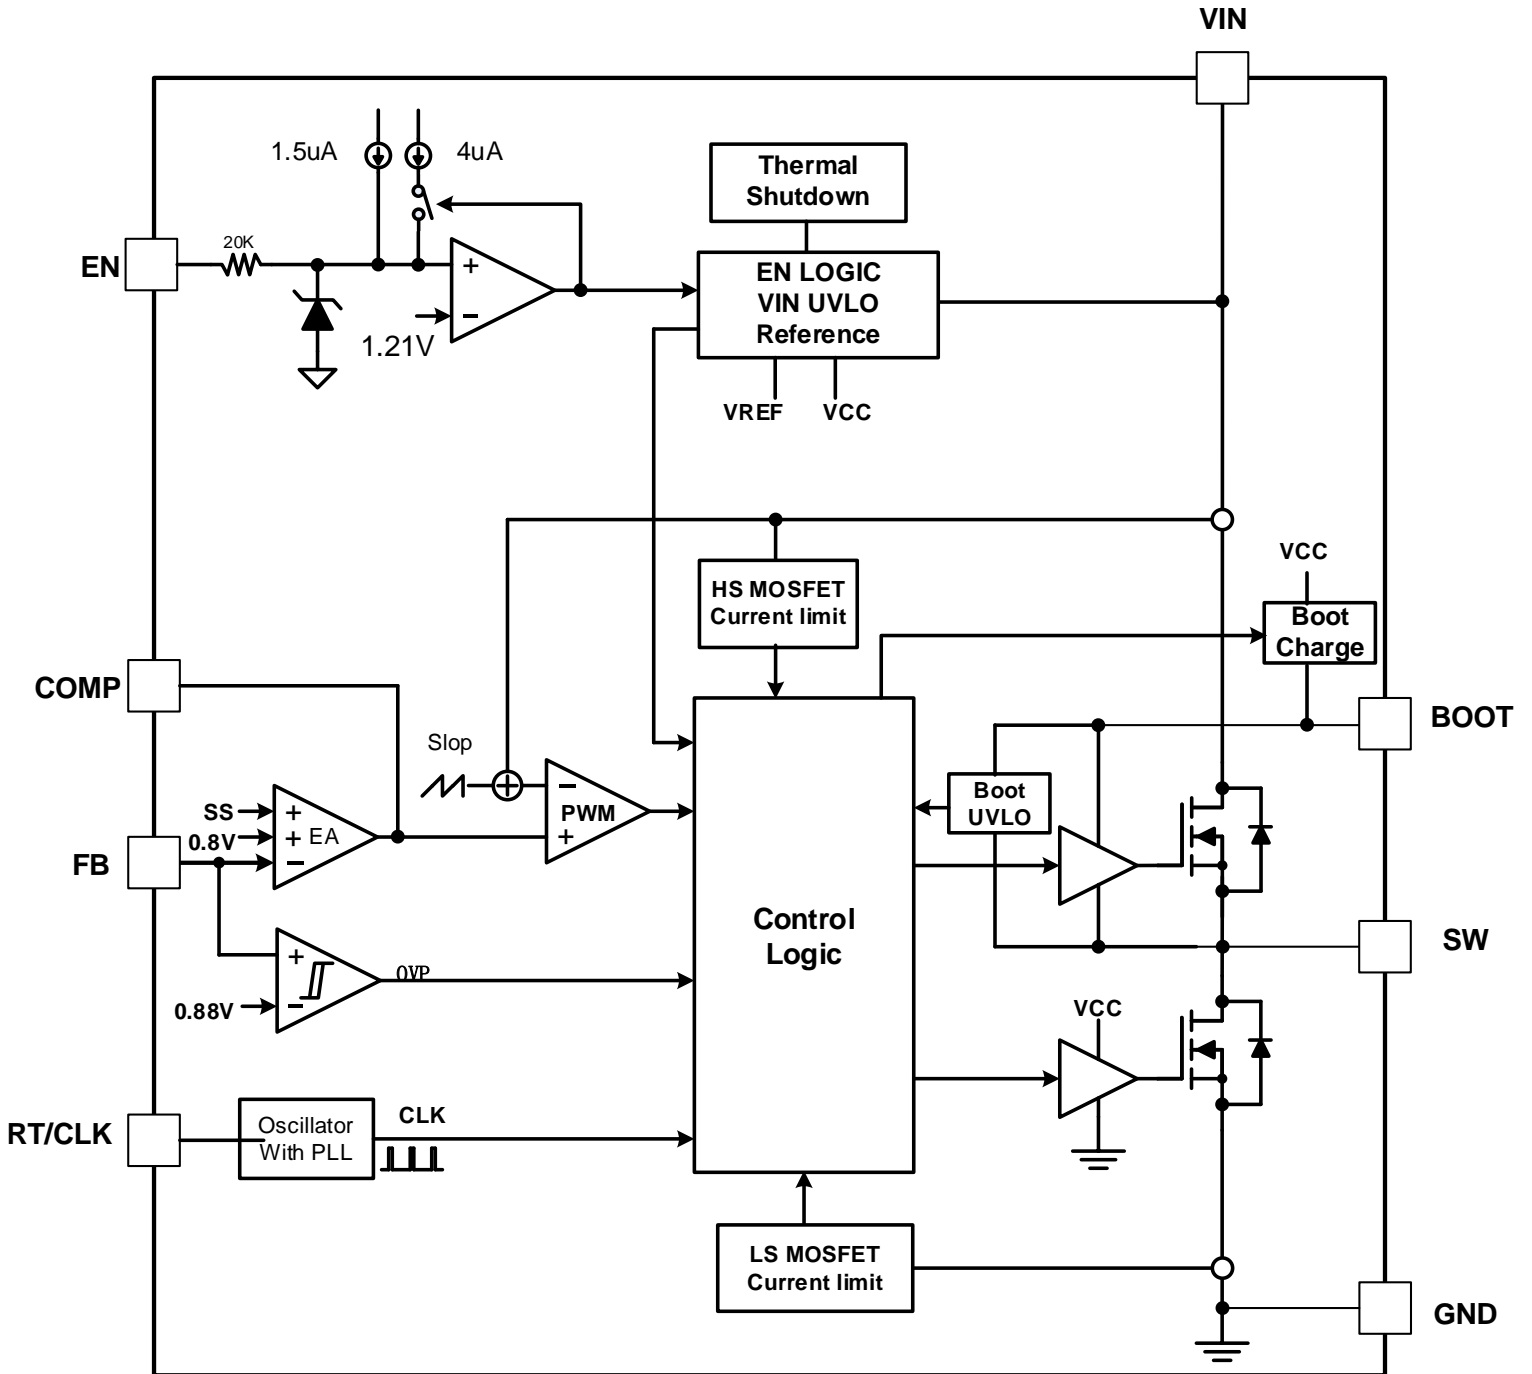 VIN
1.5uA
4uA
Thermal
Shutdown
EN
20K
+
−
1.21V
EN LOGIC
VIN UVLO
Reference
VREF
VCC
VCC
HS MOSFET
Current limit
Boot
Charge
COMP
BOOT
Slop
−
PWM
+
Boot
UVLO
SS
+
0.8V
+ EA
−
FB
Control
Logic
SW
+
OVP
0.88V
−
VCC
RT/CLK
Oscillator
With PLL
CLK
LS MOSFET
Current limit
GND